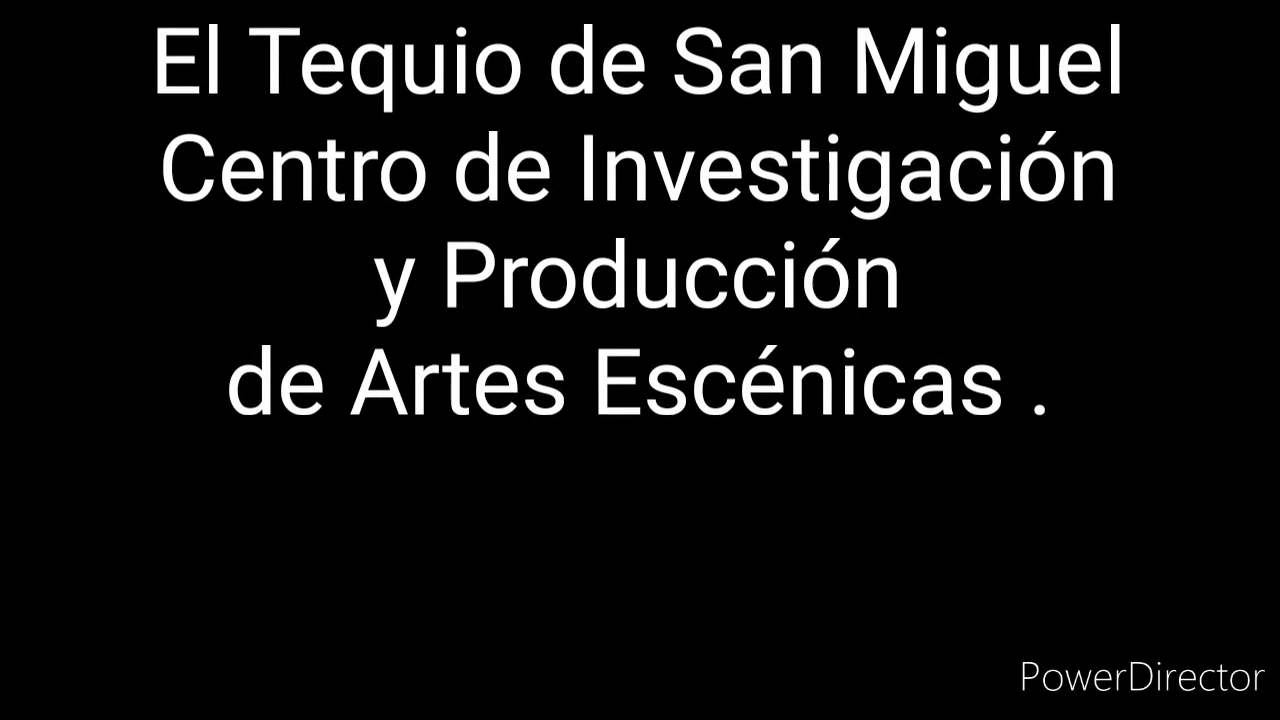 El Tequio de San Miguel
Centro de Investigación
y Producción
de Artes Escénicas .
PowerDirector